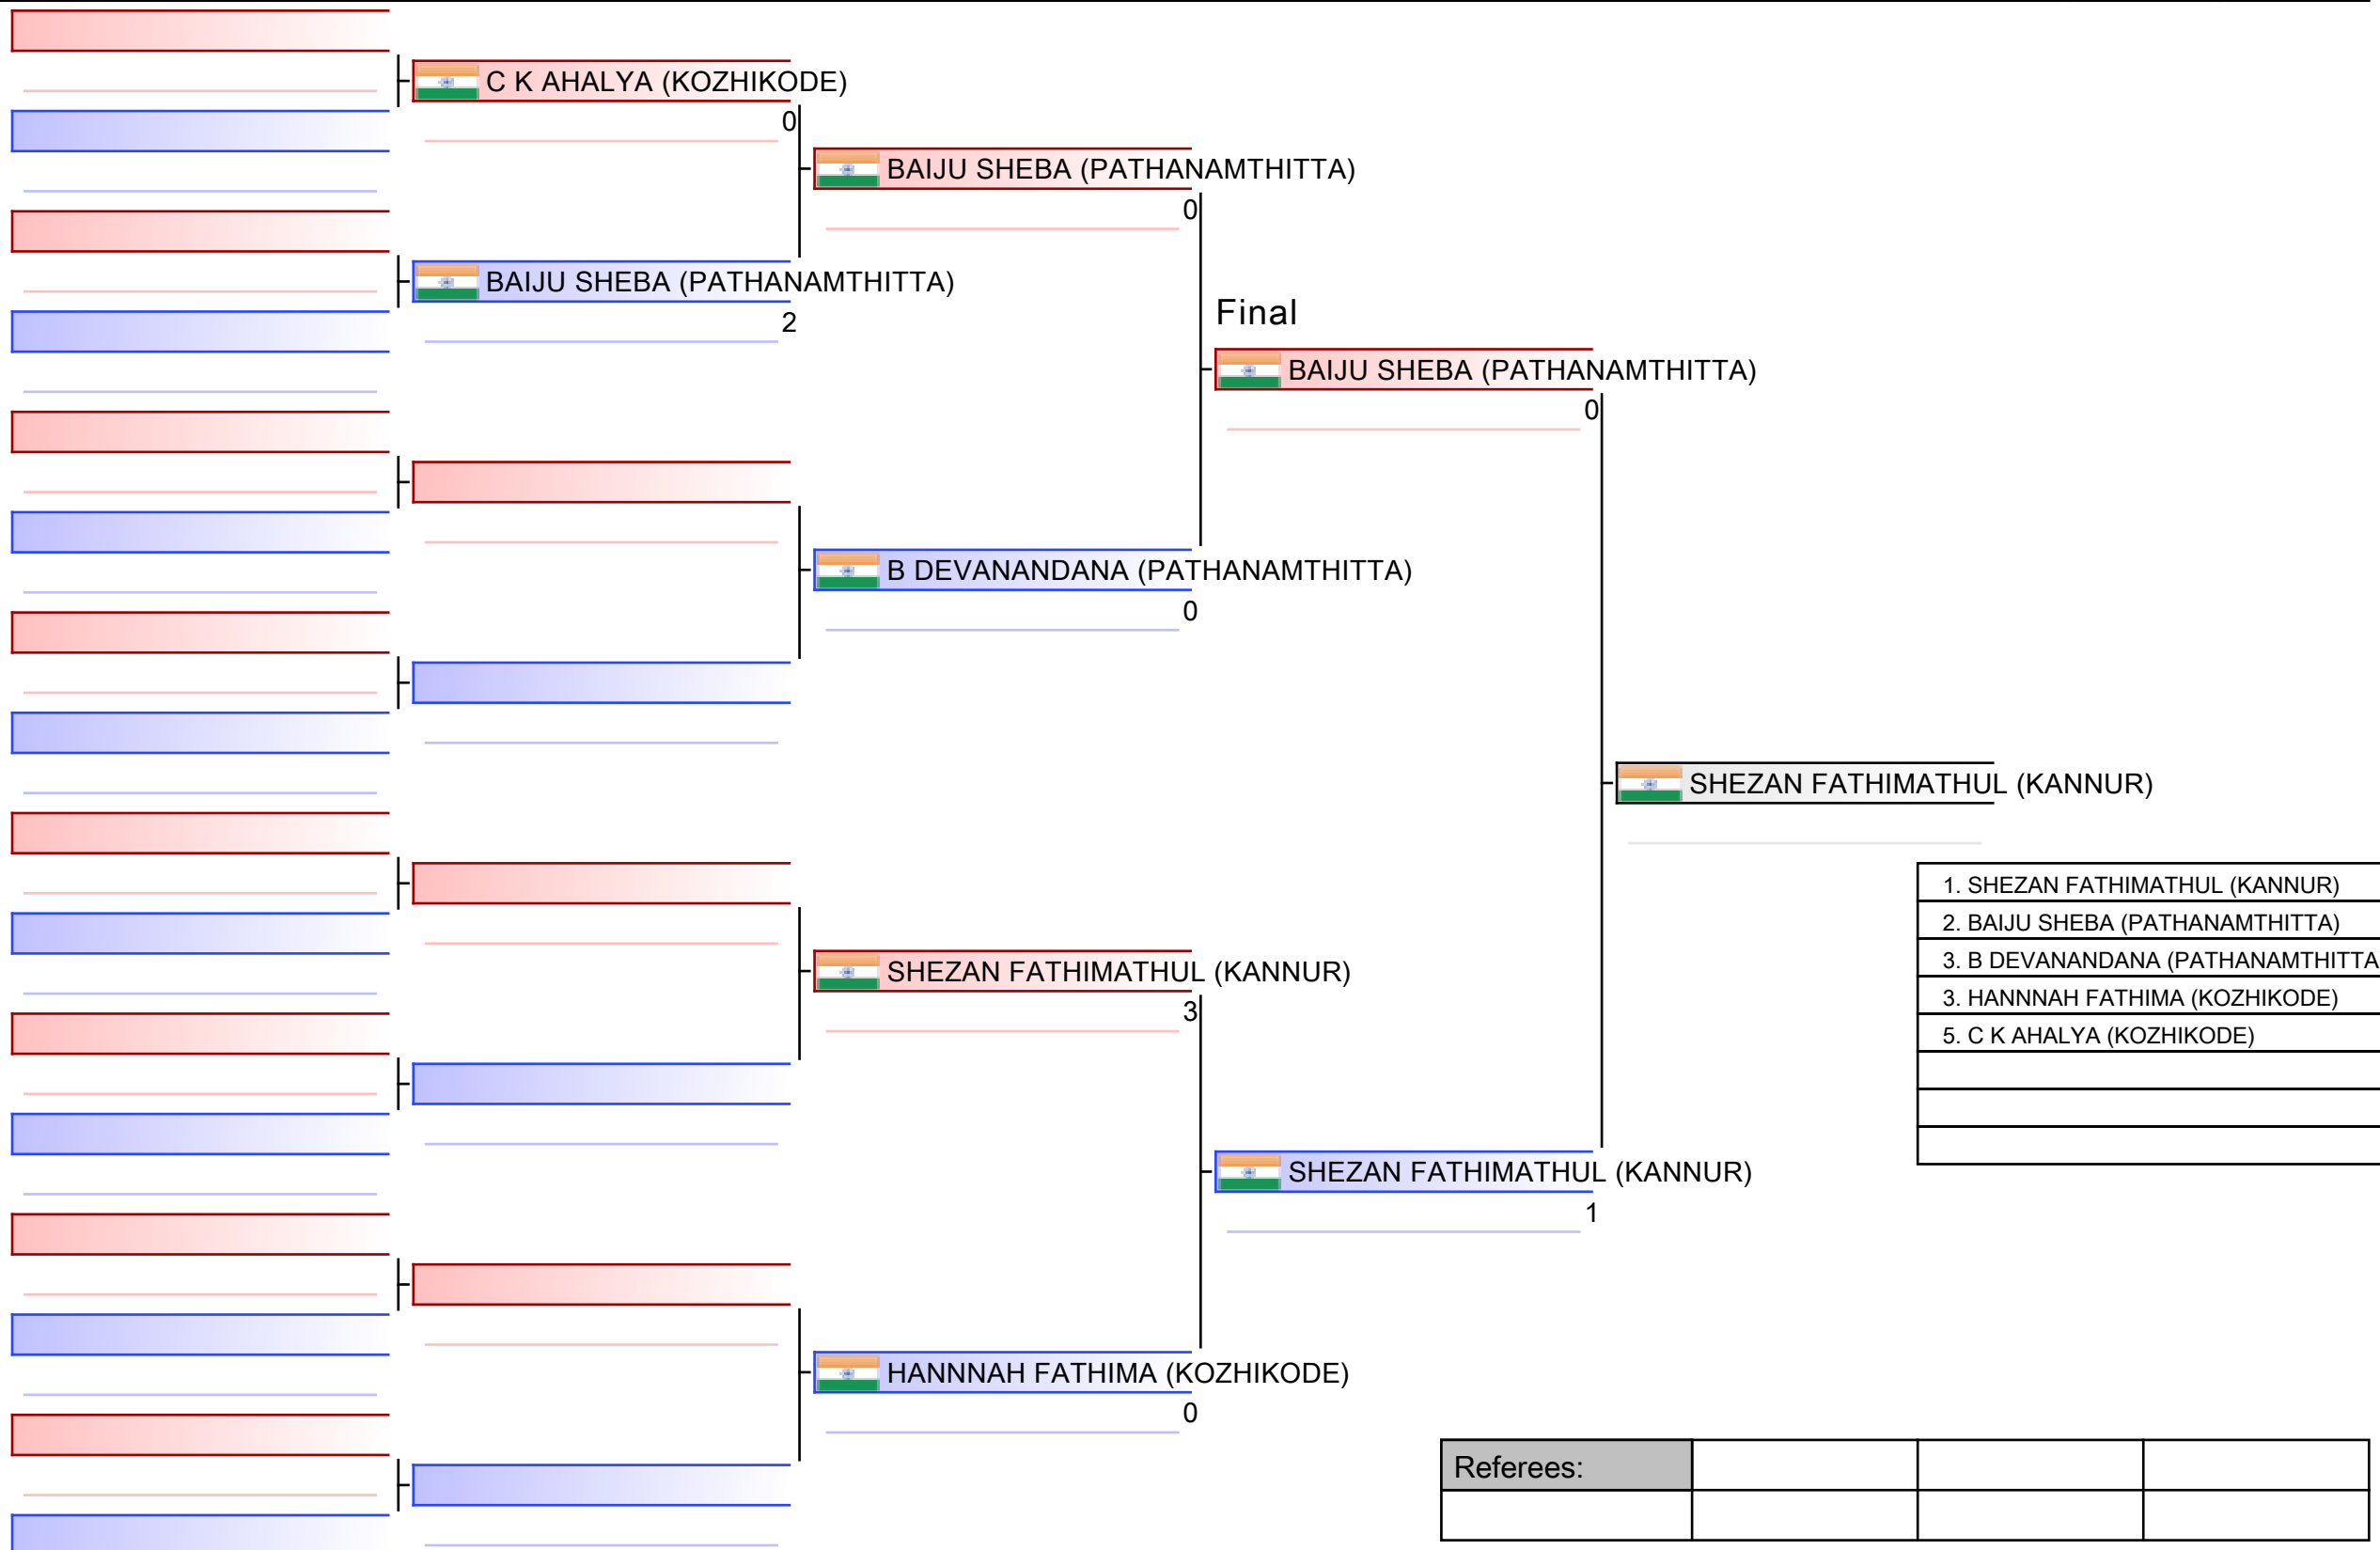 C K AHALYA (KOZHIKODE)
0
BAIJU SHEBA (PATHANAMTHITTA)
2
BAIJU SHEBA (PATHANAMTHITTA)
0
B DEVANANDANA (PATHANAMTHITTA)
0
SHEZAN FATHIMATHUL (KANNUR)
3
HANNNAH FATHIMA (KOZHIKODE)
0
Final
BAIJU SHEBA (PATHANAMTHITTA)
0
SHEZAN FATHIMATHUL (KANNUR)
1
SHEZAN FATHIMATHUL (KANNUR)
1. SHEZAN FATHIMATHUL (KANNUR)
2. BAIJU SHEBA (PATHANAMTHITTA)
3. B DEVANANDANA (PATHANAMTHITTA
3. HANNNAH FATHIMA (KOZHIKODE)
5. C K AHALYA (KOZHIKODE)
Referees: